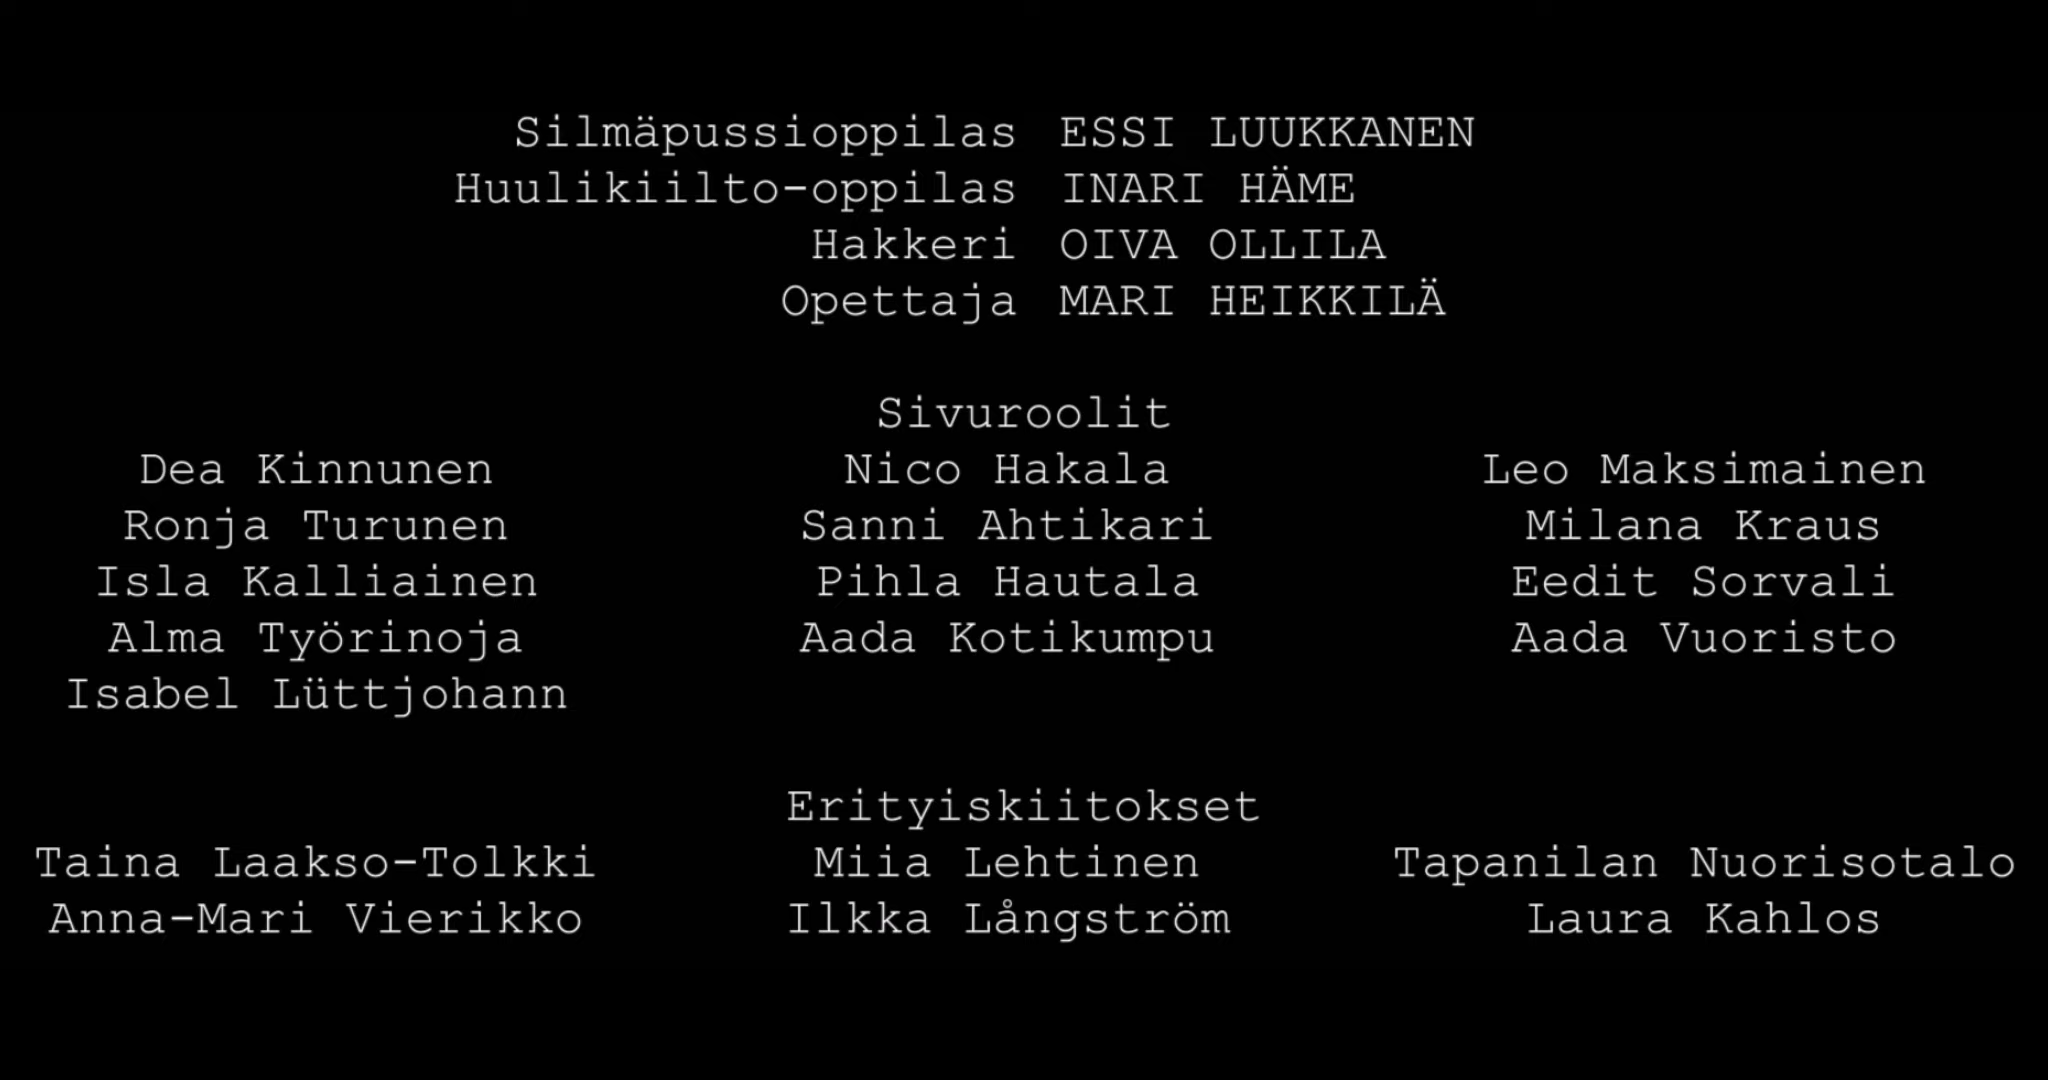 Silmäpussioppilas ESSI LUUKKANEN
Huulikiilto-oppilas INARI HÄME
Hakkeri OIVA OLLILA
Opettaja MARI HEIKKILÄ
Sivuroolit
Dea Kinnunen Nico Hakala Leo Maksimainen
Ronja Turunen Sanni Ahtikari Milana Kraus
Isla Kalliainen Pihla Hautala Eedit Sorvali
Alma Työrinoja Aada Kotikumpu Aada Vuoristo
Isabel Lüttjohann
Erityiskiitokset
Taina Laakso-Tolkki Miia Lehtinen Tapanilan Nuorisotalo
Anna-Mari Vierikko Ilkka Långström Laura Kahlos